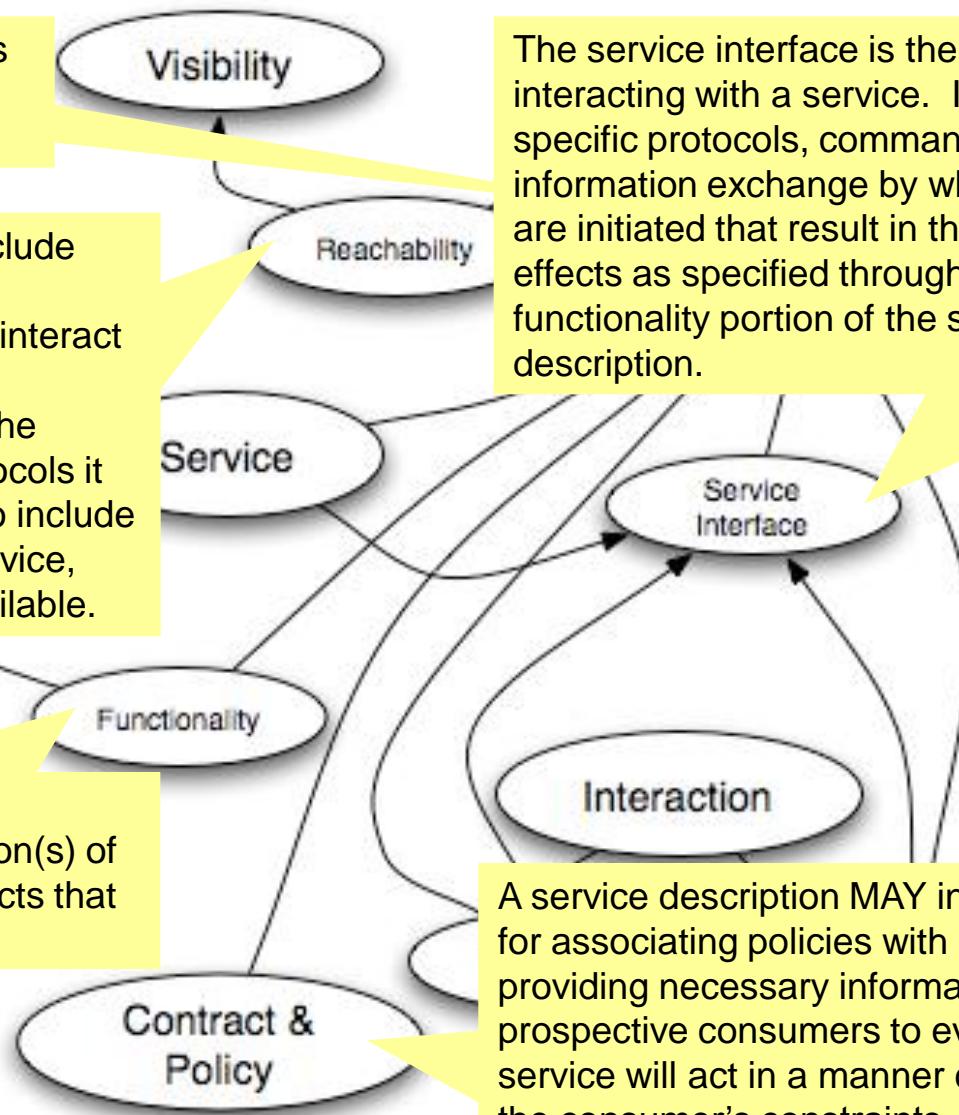 s
Visibility
The service interface is the
interacting with a service. I
specific protocols, comman
information exchange by wh
are initiated that result in th
effects as specified through
functionality portion of the s
description.
Reachability
clude
interact
he
ocols it
o include
vice,
ilable.
Service
Service
Interface
Functionality
on(s) of
cts that
Interaction
A service description MAY in
for associating policies with
providing necessary informa
prospective consumers to ev
service will act in a manner
the consumer's constraints
Contract &
Policy